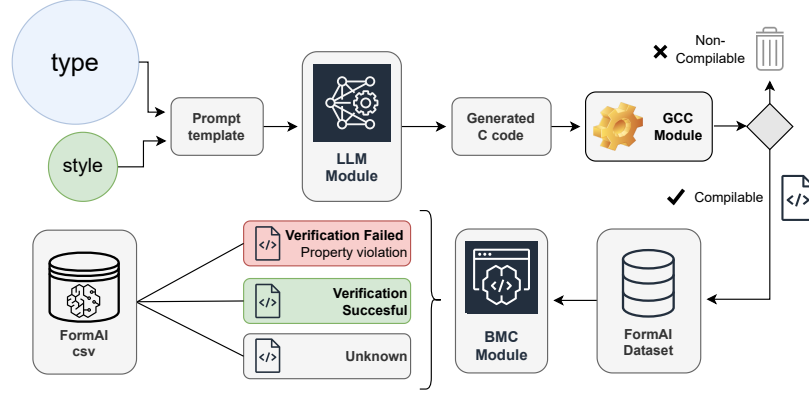 type
style
Prompt
template
LLM
Module
Generated
C code
GCC
Module
Non-
Compilable
Compilable
</>
FormAI
Dataset
BMC
Module
</>
</>
Verification Failed
Property violation
</>
Verification
Succesful
</>
Unknown
FormAI
csv